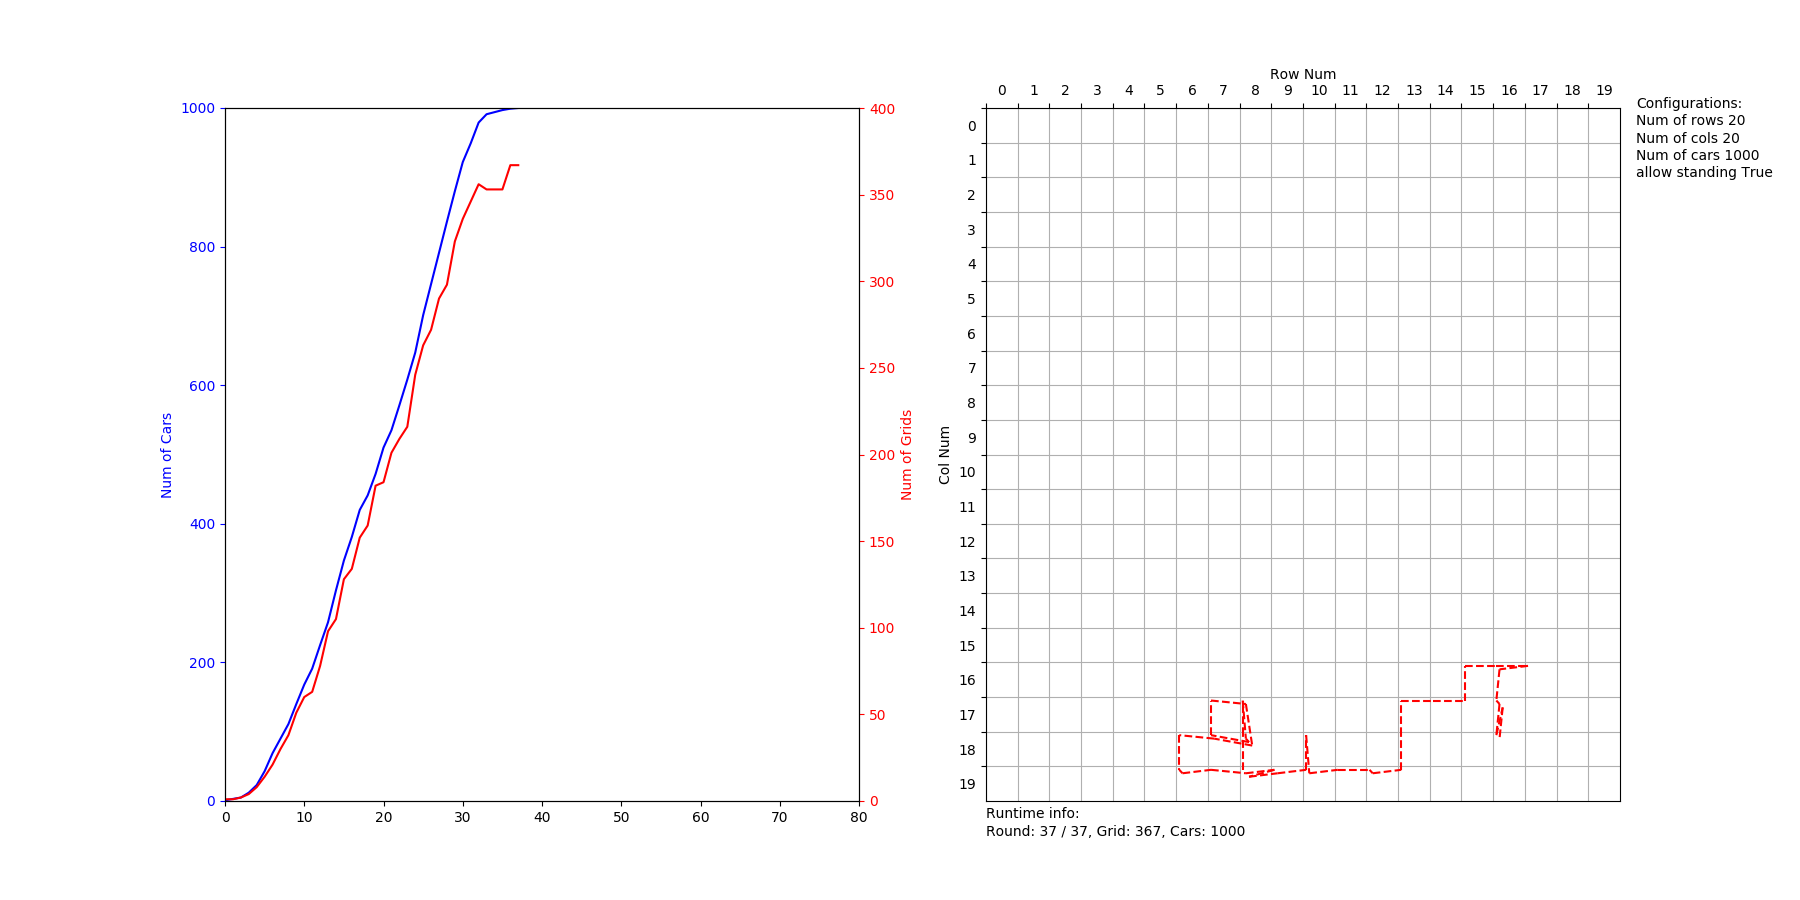 1000
800
600
400
200
0
Num of Cars
0 10 20 30 40 50 60 70 80
400
350
300
250
200
150
100
50
0
Num of Grids
Row Num
0 1 2 3 4 5 6 7 8 9 10 11 12 13 14 15 16 17 18 19
Col Num
0
1
2
3
4
5
6
7
8
9
10
11
12
13
14
15
16
17
18
19
Configurations:
Num of rows 20
Num of cols 20
Num of cars 1000
allow standing True
Runtime info:
Round: 37 / 37, Grid: 367, Cars: 1000